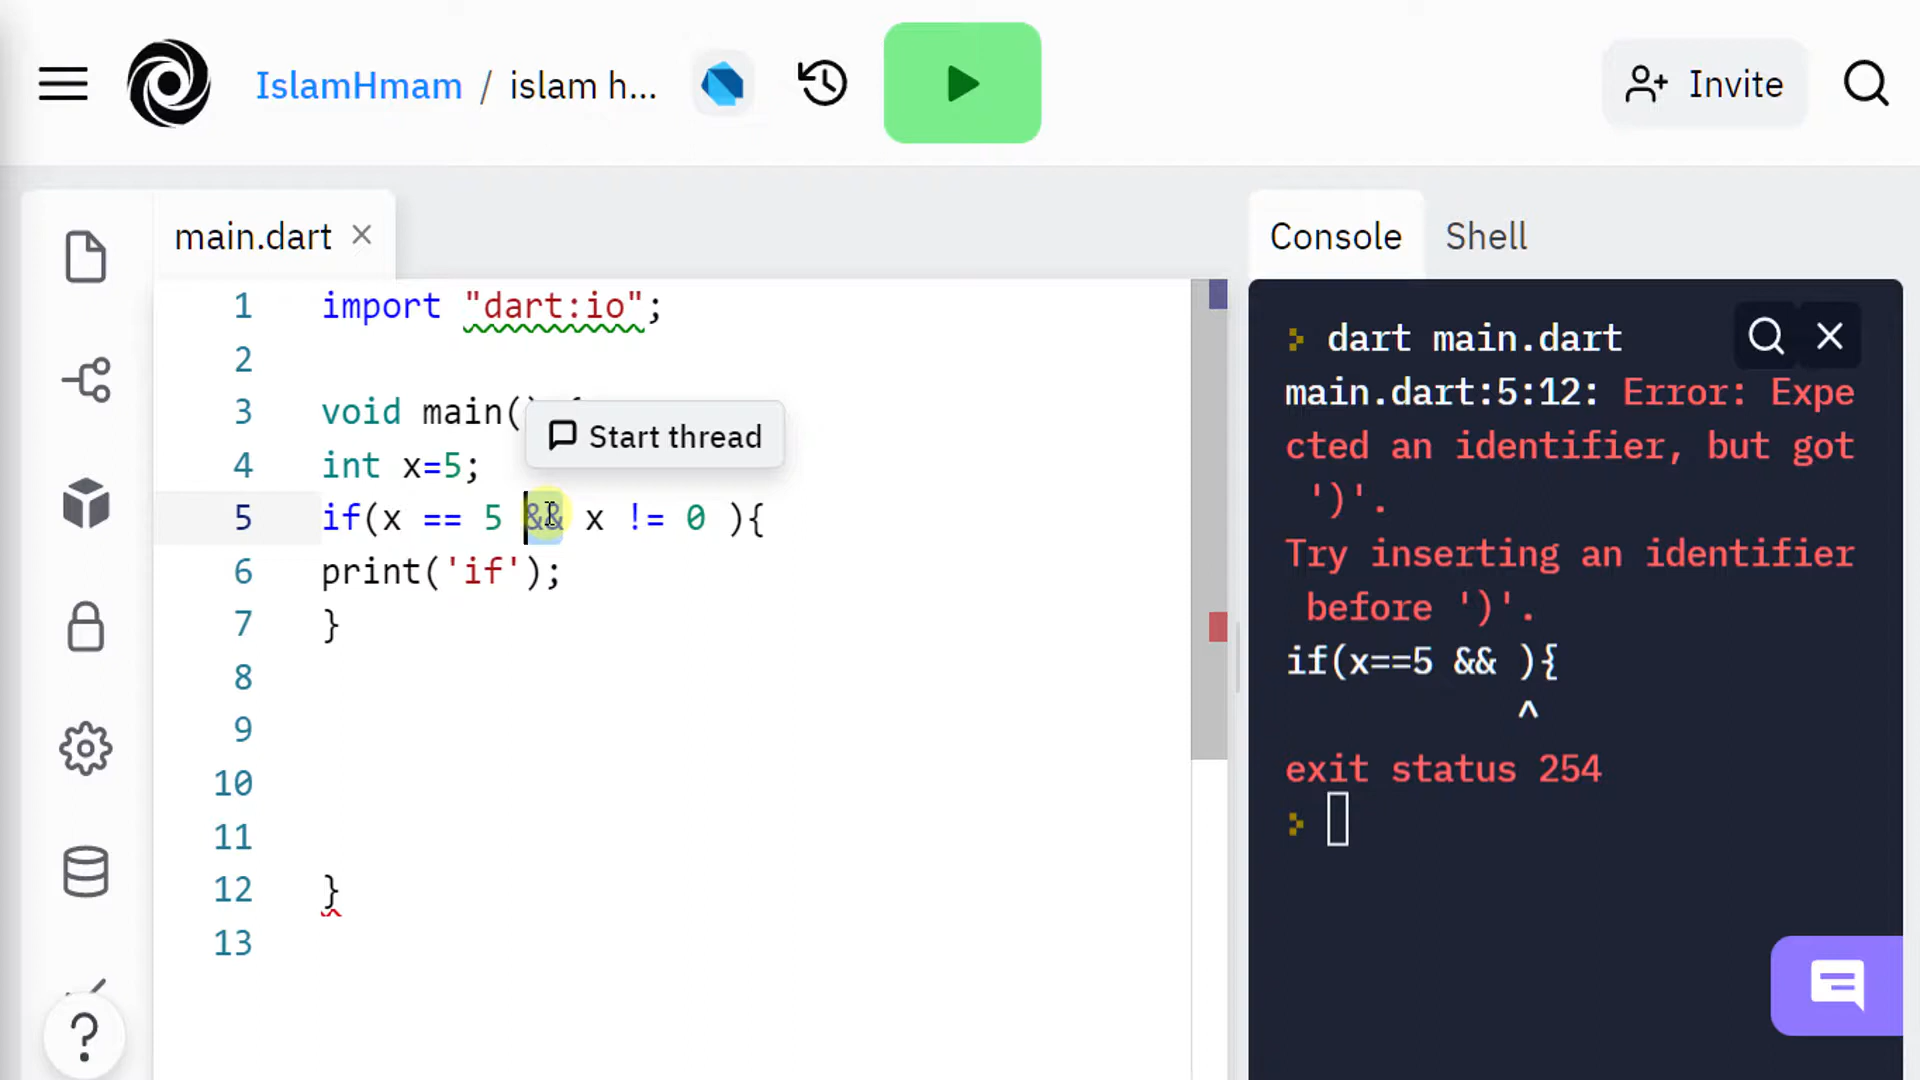 IslamHmam / islam h...
Invite
main.dart
Console
Shell
1 import "dart:io";
2
3 void main() {
Start thread
4 int x=5;
5 if(x == 5 && x != 0 ){
6 print('if');
7 }
8
9
10
11
12 }
13
dart main.dart
main.dart:5:12: Error: Expe
cted an identifier, but got
')'.
Try inserting an identifier
before ')'.
if(x==5 && ){
^
exit status 254
?